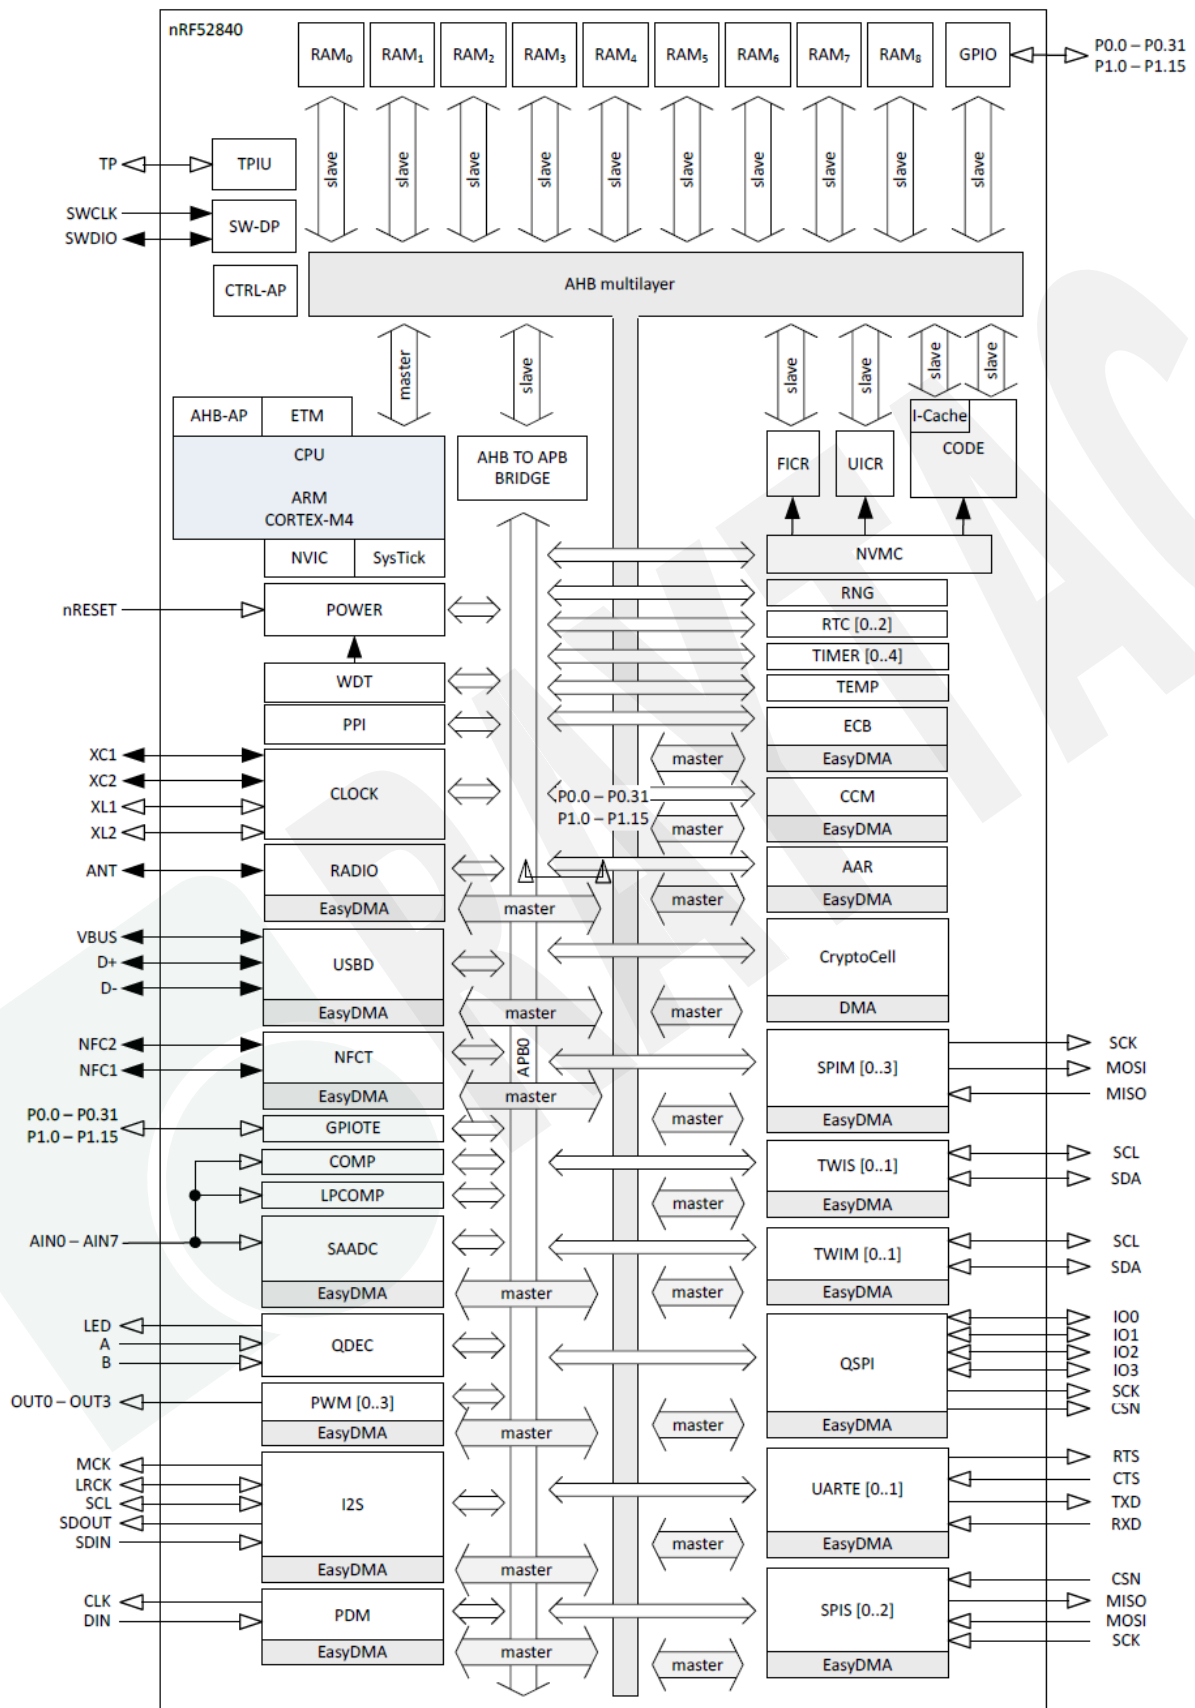 nRF52840
RAM0 RAM1 RAM2 RAM3 RAM4 RAM5 RAM6 RAM7 RAM8 GPIO
P0.0 – P0.31
P1.0 – P1.15
slave slave slave slave slave slave slave slave slave slave
TP TPIU
SWCLK
SWDIO
SW-DP
CTRL-AP
AHB multilayer
master slave slave slave slave slave
AHB-AP ETM
CPU
ARM
CORTEX-M4
NVIC SysTick
AHB TO APB
BRIDGE
FICR UICR
I-Cache
CODE
NVMC
nRESET POWER
RNG
RTC [0..2]
TIMER [0..4]
WDT
TEMP
PPI
ECB
master EasyDMA
XC1
XC2
XL1
XL2
CLOCK
P0.0 – P0.31
P1.0 – P1.15
CCM
master EasyDMA
ANT RADIO
AAR
EasyDMA master
master EasyDMA
VBUS
D+
D-
USBD
CryptoCell
EasyDMA master
master DMA
NFC2
NFC1
NFCT
APB0
SPIM [0..3]
SCK
MOSI
MISO
EasyDMA master
master EasyDMA
P0.0 – P0.31
P1.0 – P1.15
GPIOTE
COMP
LPCOMP
TWIS [0..1]
SCL
SDA
master EasyDMA
AIN0 – AIN7 SAADC
TWIM [0..1]
SCL
SDA
EasyDMA master
master EasyDMA
LED
A
B
QDEC
QSPI
IO0
IO1
IO2
IO3
SCK
CSN
OUT0 – OUT3 PWM [0..3]
EasyDMA master
master EasyDMA
MCK
LRCK
SCL
SDOUT
SDIN
I2S
UARTE [0..1]
RTS
CTS
TXD
RXD
EasyDMA master
master EasyDMA
CLK
DIN
PDM
SPIS [0..2]
CSN
MISO
MOSI
SCK
EasyDMA master
master EasyDMA
RAYTAC